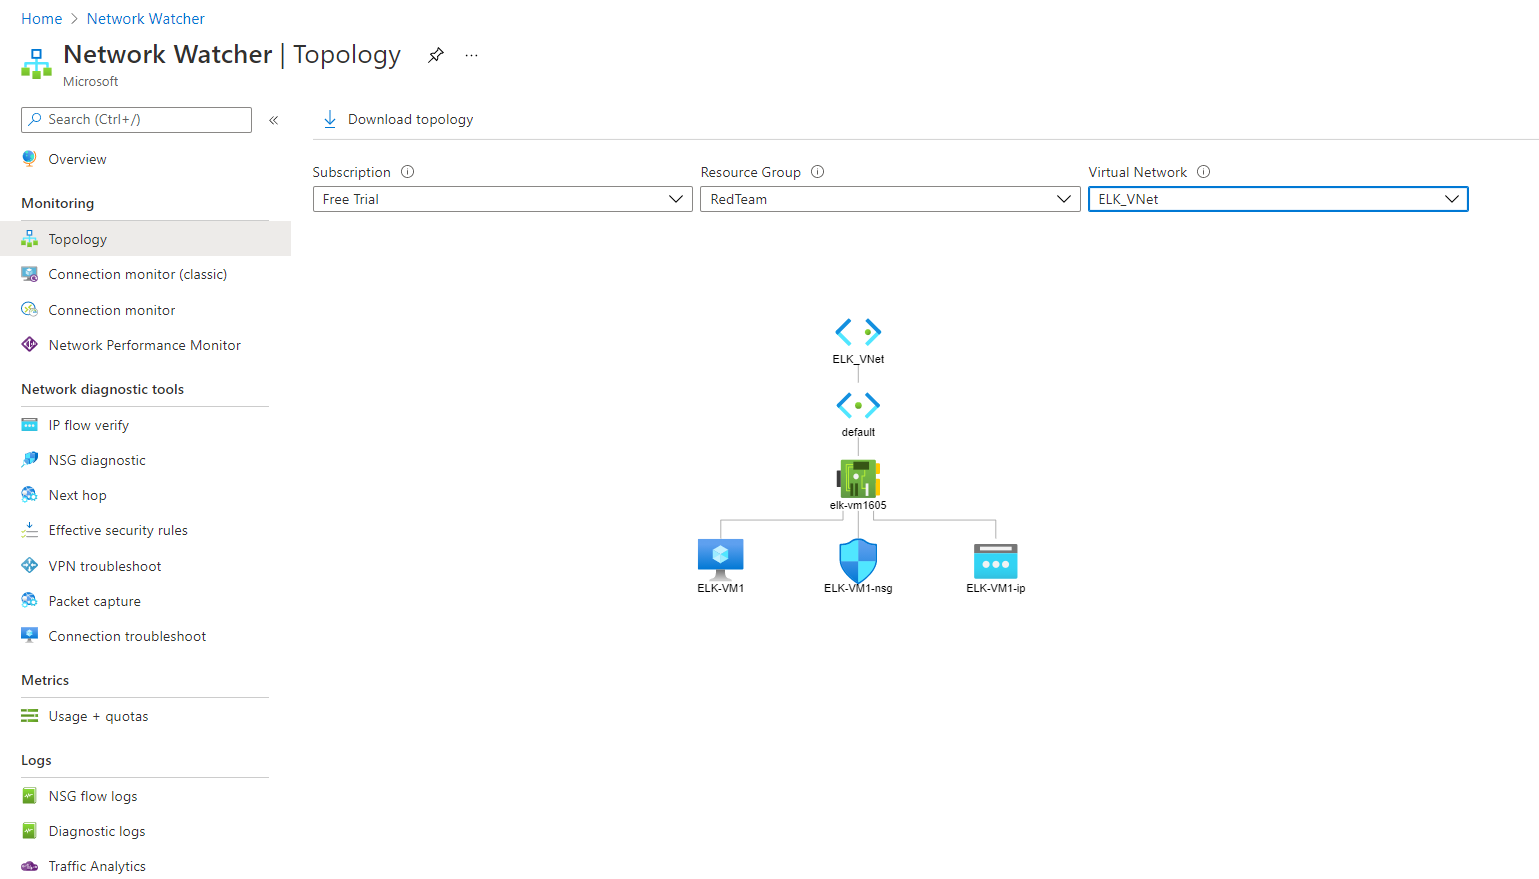 Home > Network Watcher
Network Watcher | Topology ...
Microsoft
Search (Ctrl+/) «
Overview
Monitoring
Topology
Connection monitor (classic)
Connection monitor
Network Performance Monitor
Network diagnostic tools
IP flow verify
NSG diagnostic
Next hop
Effective security rules
VPN troubleshoot
Packet capture
Connection troubleshoot
Metrics
Usage + quotas
Logs
NSG flow logs
Diagnostic logs
Traffic Analytics
Download topology
Subscription Resource Group Virtual Network
Free Trial RedTeam ELK_VNet
ELK_VNet
default
elk-vm1605
ELK-VM1 ELK-VM1-nsg ELK-VM1-ip